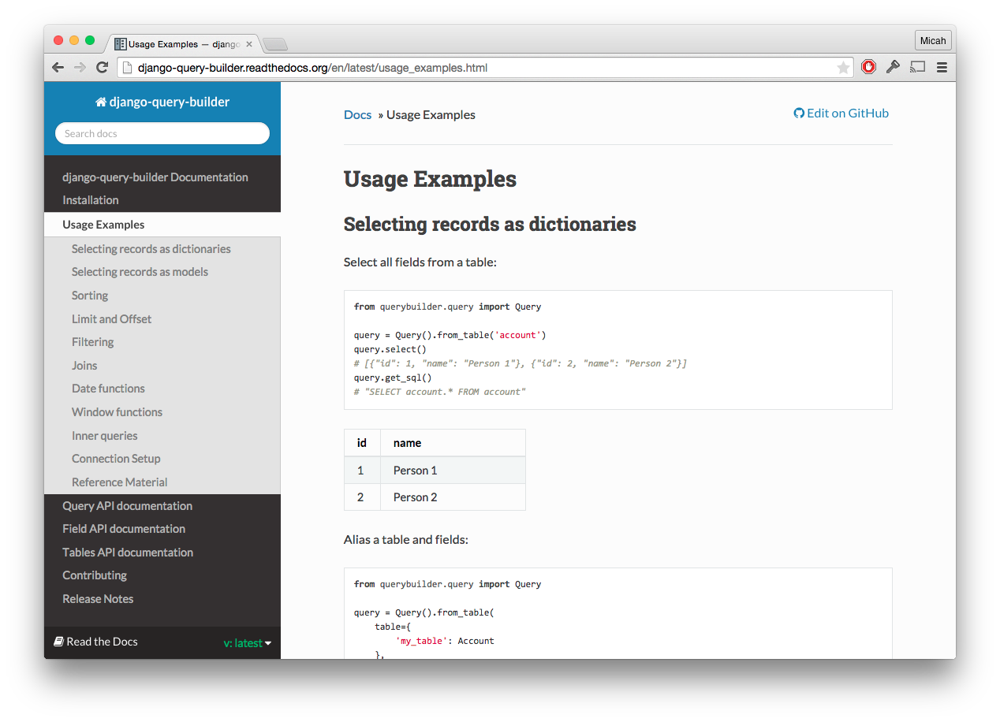 Usage Examples — django
Micah
django-query-builder.readthedocs.org/en/latest/usage_examples.html
django-query-builder
Search docs
django-query-builder Documentation
Installation
Usage Examples
Selecting records as dictionaries
Selecting records as models
Sorting
Limit and Offset
Filtering
Joins
Date functions
Window functions
Inner queries
Connection Setup
Reference Material
Query API documentation
Field API documentation
Tables API documentation
Contributing
Release Notes
Read the Docs
v: latest
Docs » Usage Examples
Edit on GitHub
Usage Examples
Selecting records as dictionaries
Select all fields from a table:
from querybuilder.query import Query
query = Query().from_table('account')
query.select()
# [{"id": 1, "name": "Person 1"}, {"id": 2, "name": "Person 2"}]
query.get_sql()
# "SELECT account.* FROM account"
id name
1 Person 1
2 Person 2
Alias a table and fields:
from querybuilder.query import Query
query = Query().from_table(
    table={
        'my_table': Account
    },